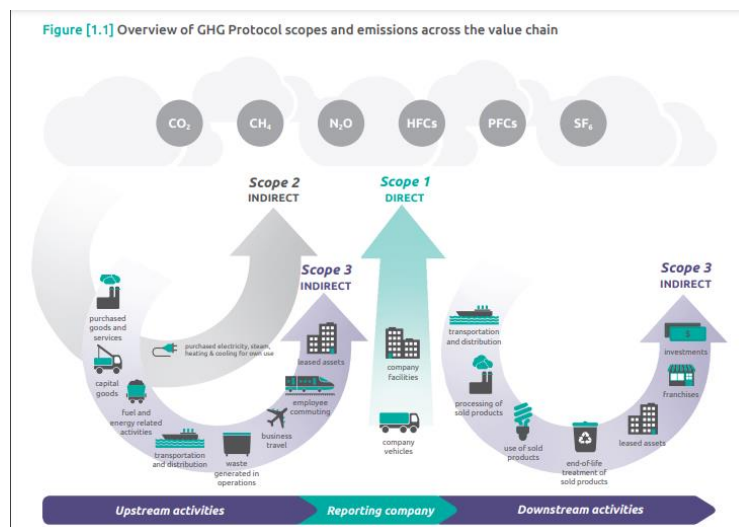 Figure [1.1] Overview of GHG Protocol scopes and emissions across the value chain
CO₂
CH₄
N₂O
HFCs
PFCs
SF₆
Scope 2
INDIRECT
Scope 1
DIRECT
Scope 3
INDIRECT
Scope 3
INDIRECT
purchased
goods and
services
capital
goods
fuel and
energy related
activities
transportation
and distribution
waste
generated in
operations
business
travel
employee
commuting
leased assets
purchased electricity, steam,
heating & cooling for own use
company
facilities
company
vehicles
transportation
and distribution
processing of
sold products
use of sold
products
end-of-life
treatment of
sold products
leased assets
franchises
investments
$
Upstream activities
Reporting company
Downstream activities